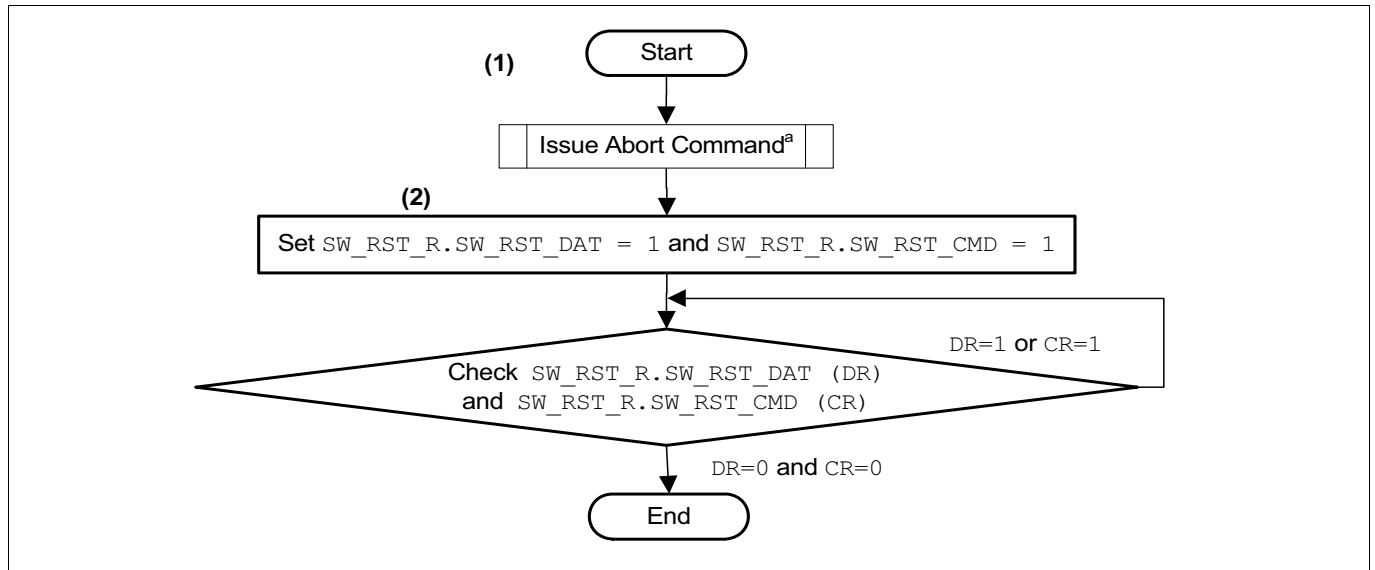 (1)
Start
Issue Abort Commandᵃ
(2)
Set SW_RST_R.SW_RST_DAT = 1 and SW_RST_R.SW_RST_CMD = 1
DR=1 or CR=1
Check SW_RST_R.SW_RST_DAT (DR)
and SW_RST_R.SW_RST_CMD (CR)
DR=0 and CR=0
End